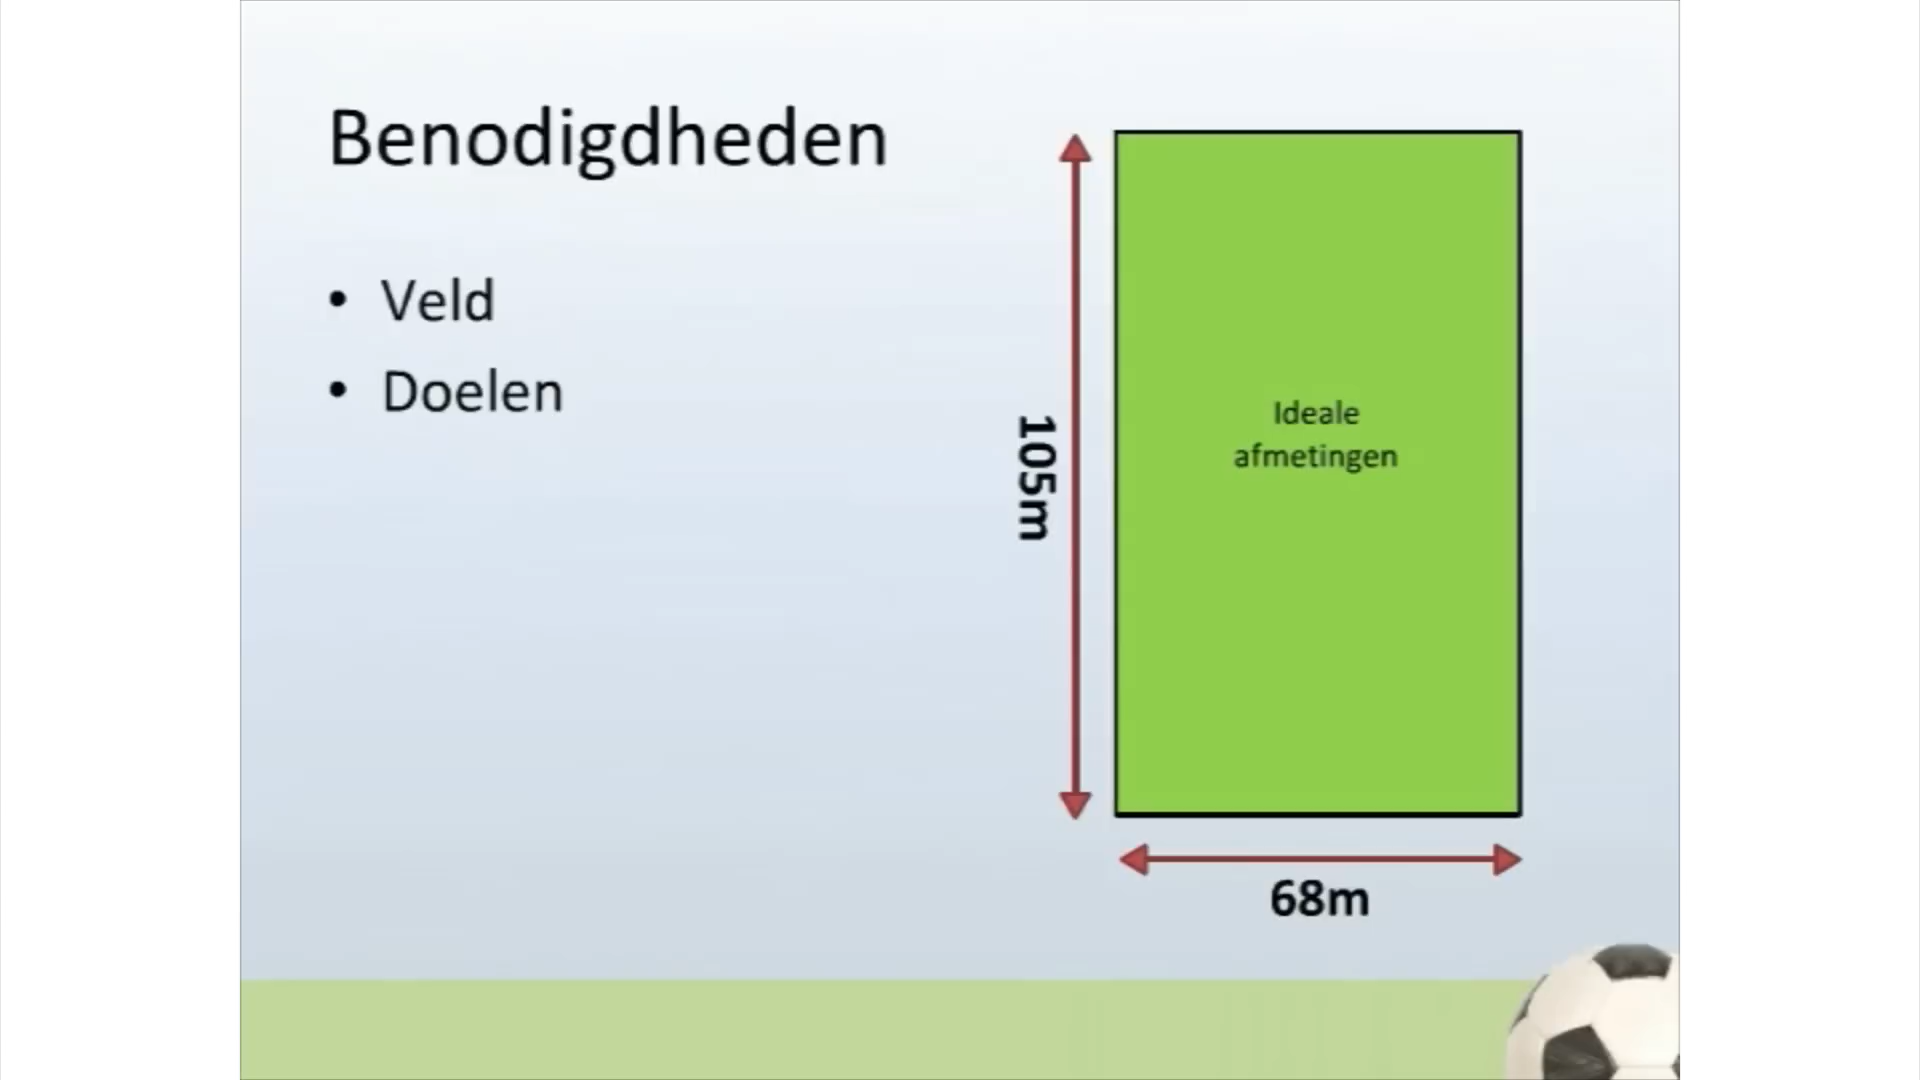 Benodigdheden
• Veld
• Doelen
105m
Ideale
afmetingen
68m